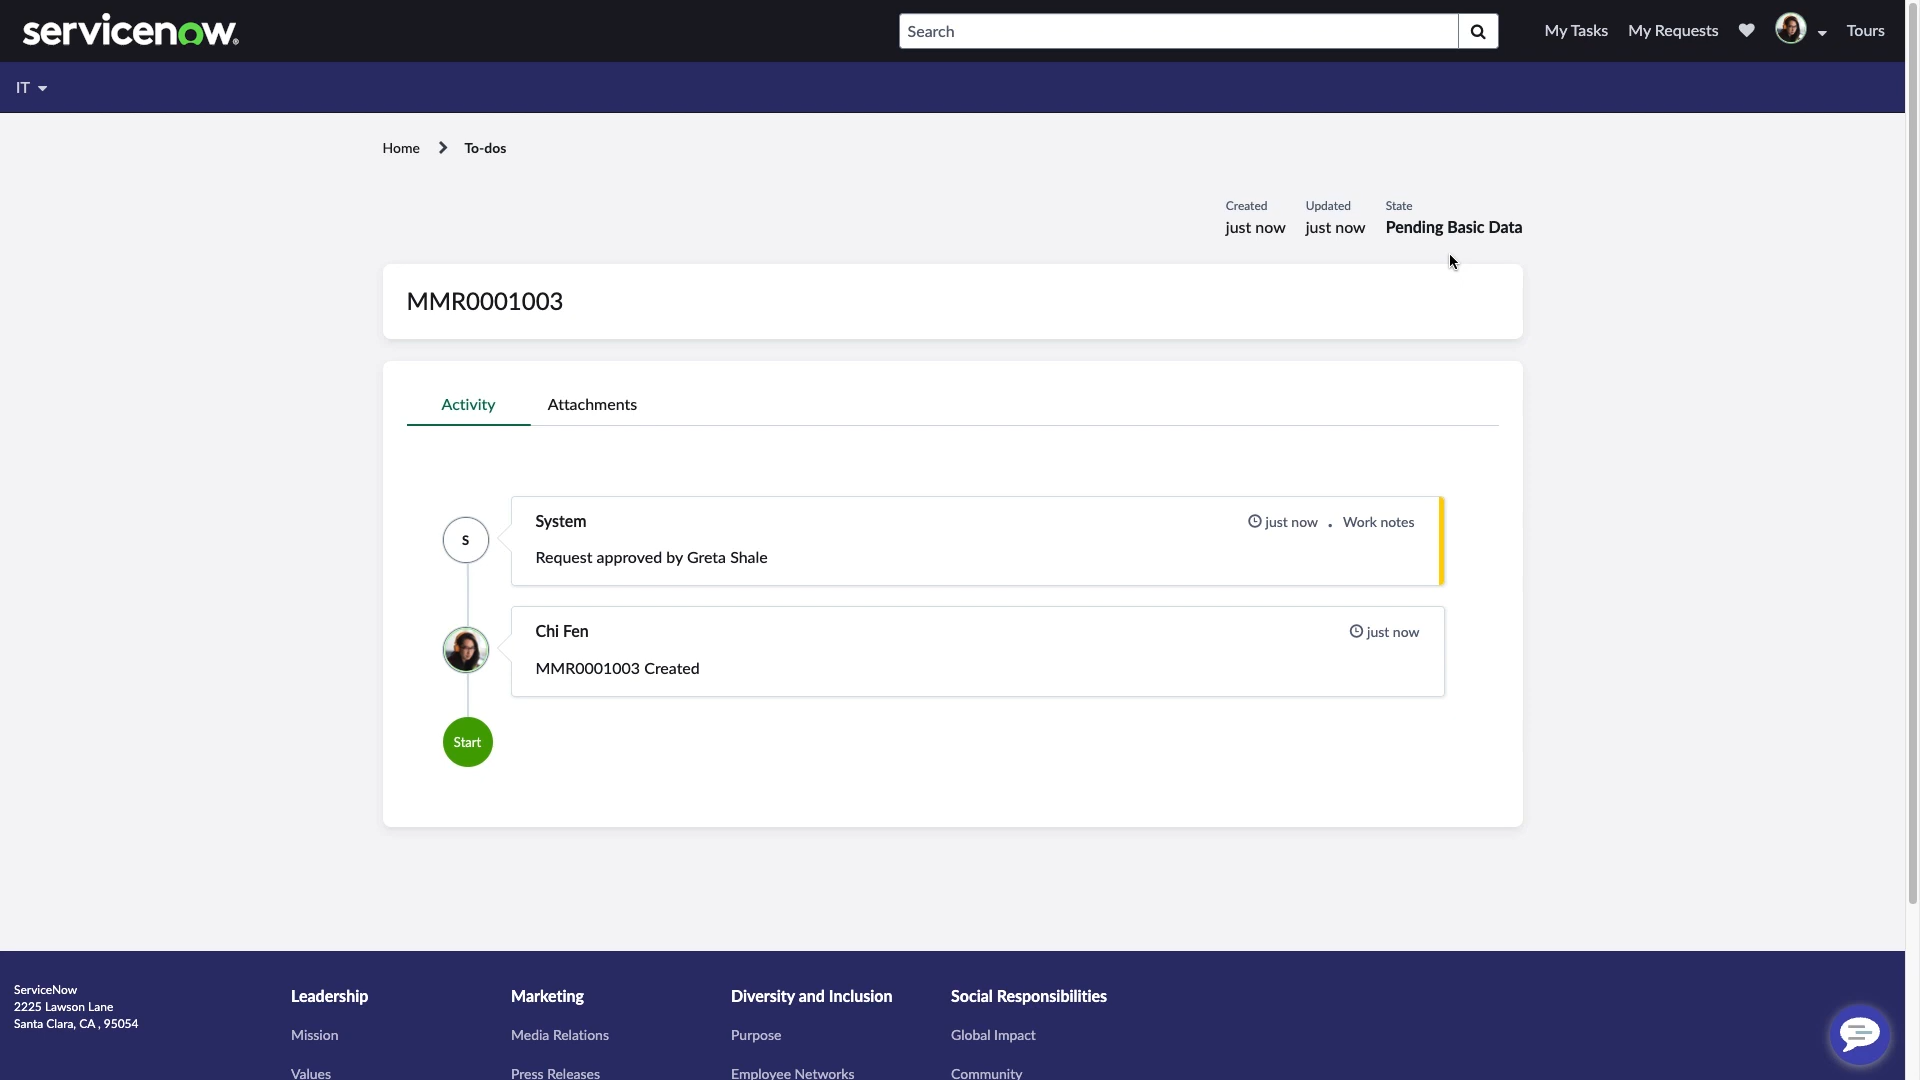 servicenow.
Search
My Tasks
My Requests
Tours
IT
Home
To-dos
Created
just now
Updated
just now
State
Pending Basic Data
MMR0001003
Activity
Attachments
S
System
just now . Work notes
Request approved by Greta Shale
Chi Fen
just now
MMR0001003 Created
Start
ServiceNow
2225 Lawson Lane
Santa Clara, CA , 95054
Leadership
Mission
Values
Marketing
Media Relations
Press Releases
Diversity and Inclusion
Purpose
Employee Networks
Social Responsibilities
Global Impact
Community